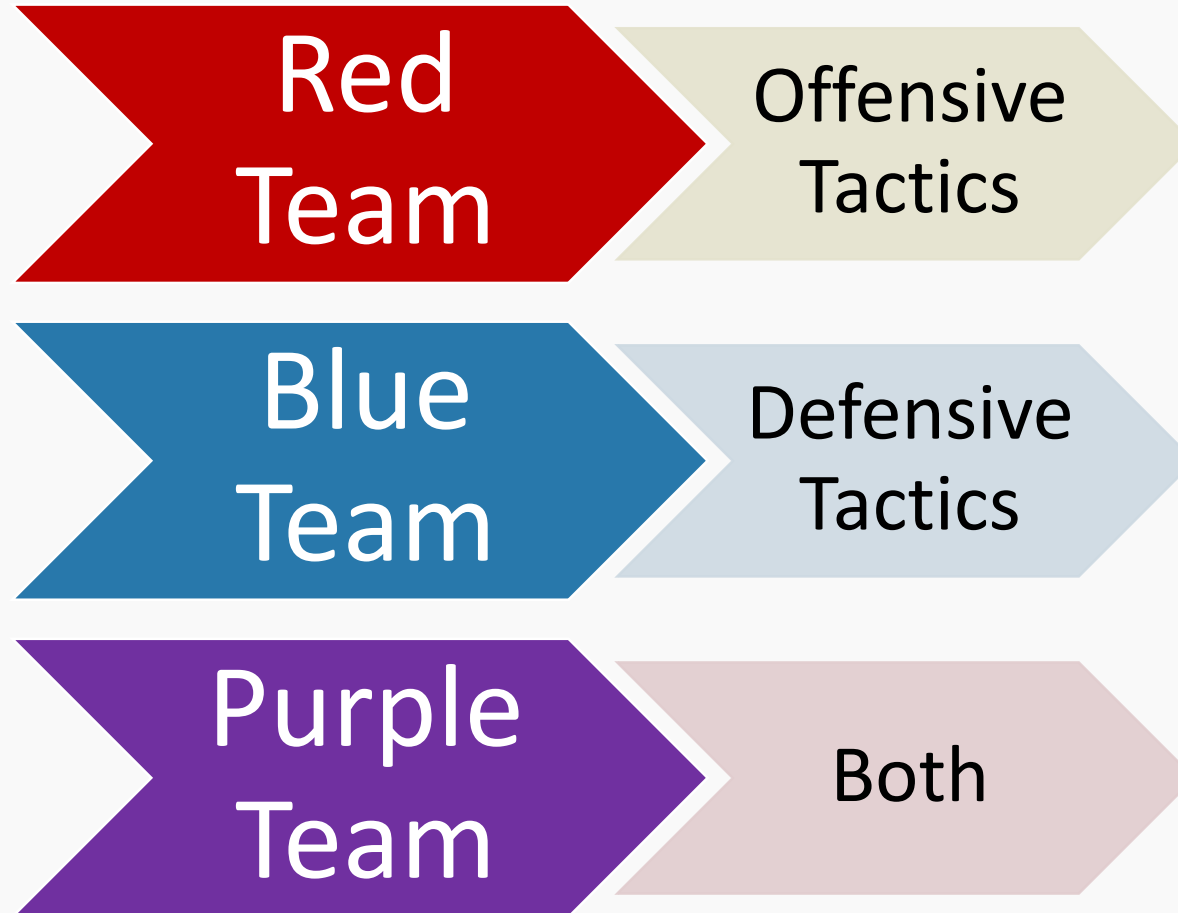 Red
Team
Offensive
Tactics
Blue
Team
Defensive
Tactics
Purple
Team
Both